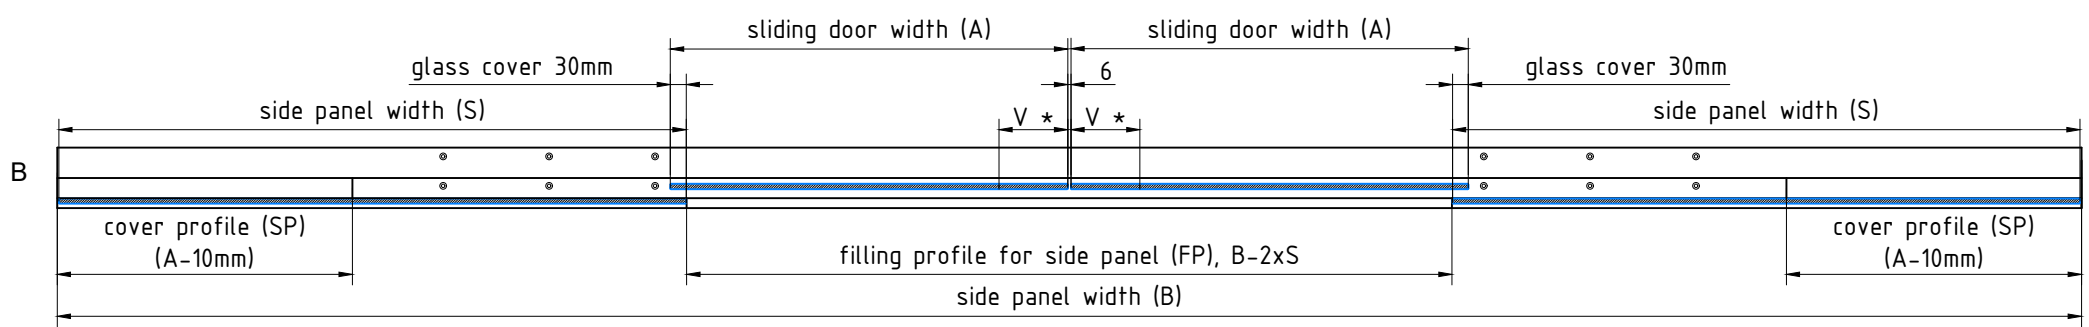 sliding door width (A)
sliding door width (A)
glass cover 30mm
6
glass cover 30mm
side panel width (S)
V *
V *
side panel width (S)
B
cover profile (SP)
(A-10mm)
filling profile for side panel (FP), B-2xS
cover profile (SP)
(A-10mm)
side panel width (B)